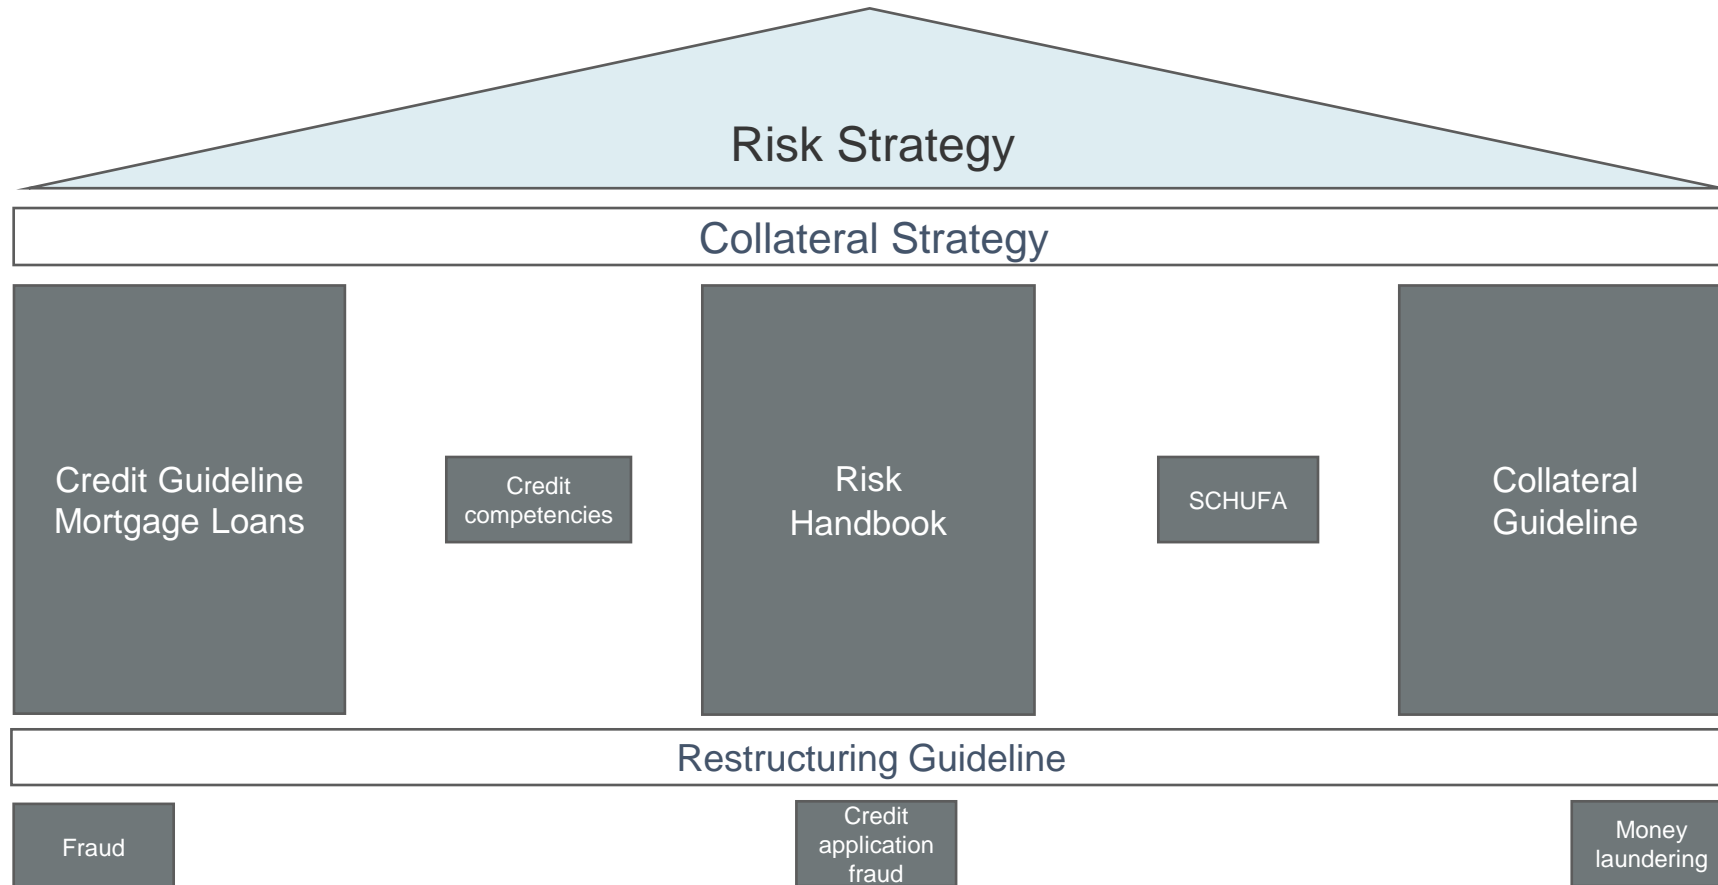 Risk Strategy
Collateral Strategy
Credit Guideline
Mortgage Loans
Credit
competencies
Risk
Handbook
SCHUFA
Collateral
Guideline
Restructuring Guideline
Fraud
Credit
application
fraud
Money
laundering